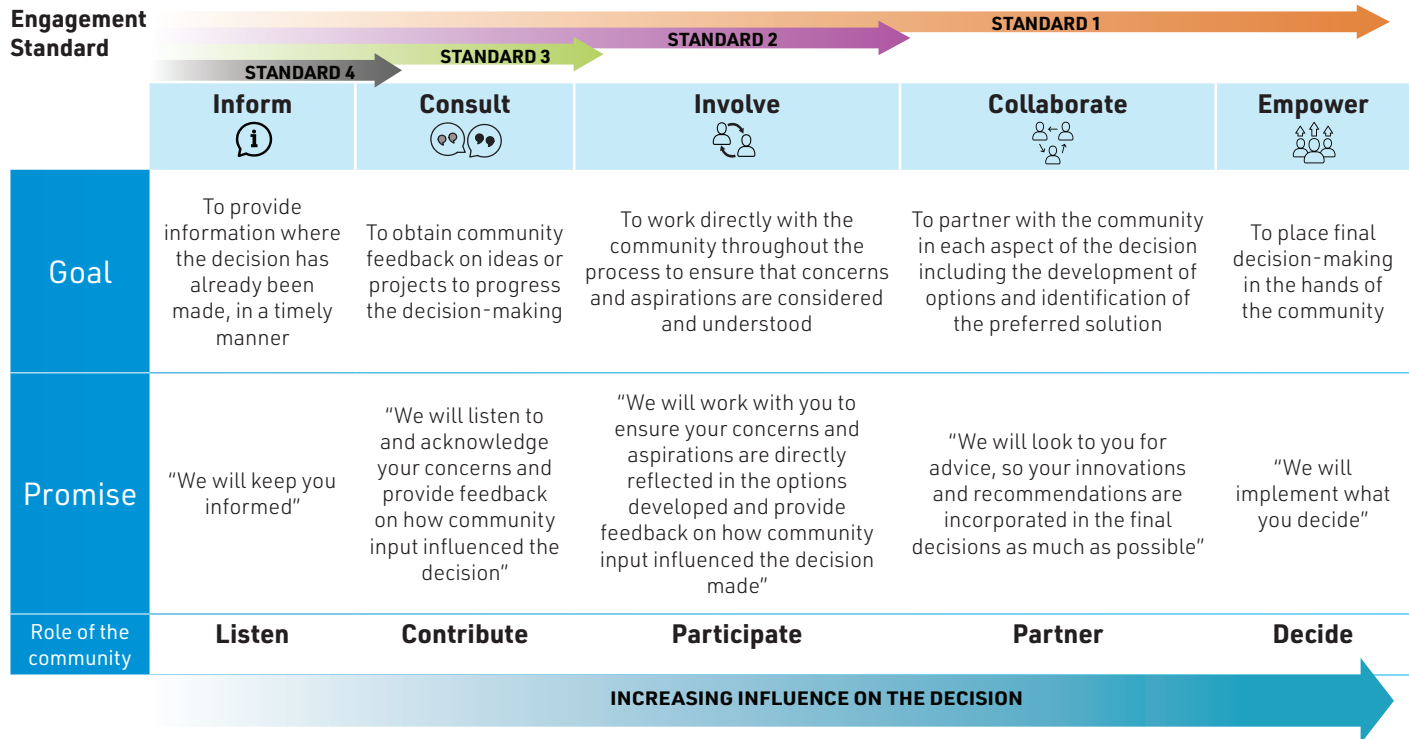 Engagement
Standard
STANDARD 1
STANDARD 2
STANDARD 3
STANDARD 4
Inform
i
Consult
Involve
Collaborate
Empower
Goal
To provide
information where
the decision has
already been
made, in a timely
manner
To obtain community
feedback on ideas or
projects to progress
the decision-making
To work directly with the
community throughout the
process to ensure that concerns
and aspirations are considered
and understood
To partner with the community
in each aspect of the decision
including the development of
options and identification of
the preferred solution
To place final
decision-making
in the hands of
the community
Promise
“We will keep you
informed”
“We will listen to
and acknowledge
your concerns and
provide feedback
on how community
input influenced the
decision”
“We will work with you to
ensure your concerns and
aspirations are directly
reflected in the options
developed and provide
feedback on how community
input influenced the decision
made”
“We will look to you for
advice, so your innovations
and recommendations are
incorporated in the final
decisions as much as possible”
“We will
implement what
you decide”
Role of the
community
Listen
Contribute
Participate
Partner
Decide
INCREASING INFLUENCE ON THE DECISION